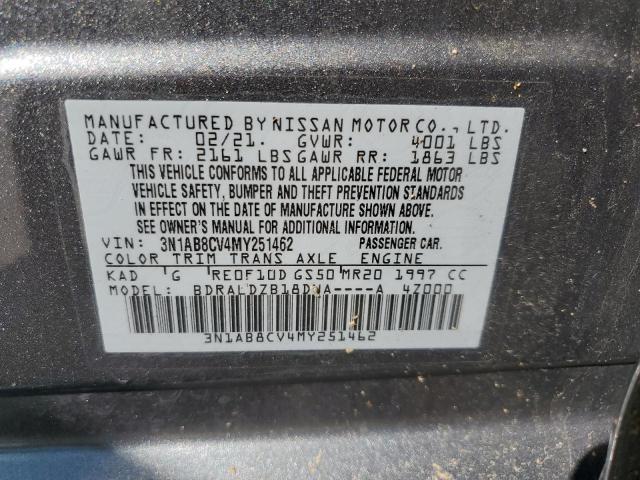 MANUFACTURED BY NISSAN MOTOR CO., LTD.
DATE: 02/21. GVWR: 4001 LBS
GAWR FR: 2161 LBS GAWR RR: 1863 LBS
THIS VEHICLE CONFORMS TO ALL APPLICABLE FEDERAL MOTOR
VEHICLE SAFETY, BUMPER AND THEFT PREVENTION STANDARDS
IN EFFECT ON THE DATE OF MANUFACTURE SHOWN ABOVE.
SEE OWNER'S MANUAL FOR ADDITIONAL INFORMATION.
VIN: 3N1AB8CV4MY251462 PASSENGER CAR.
COLOR TRIM TRANS AXLE ENGINE
KAD G RE0F10D GS50 MR20 1997 CC
MODEL: 4Z000
3N1AB8CV4MY251462